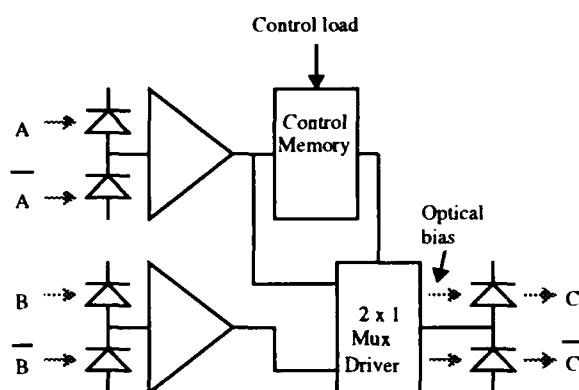 Control load
A
Control
Memory
A̅
Optical
bias
B
2 x 1
C
Mux
B̅
Driver
C̅